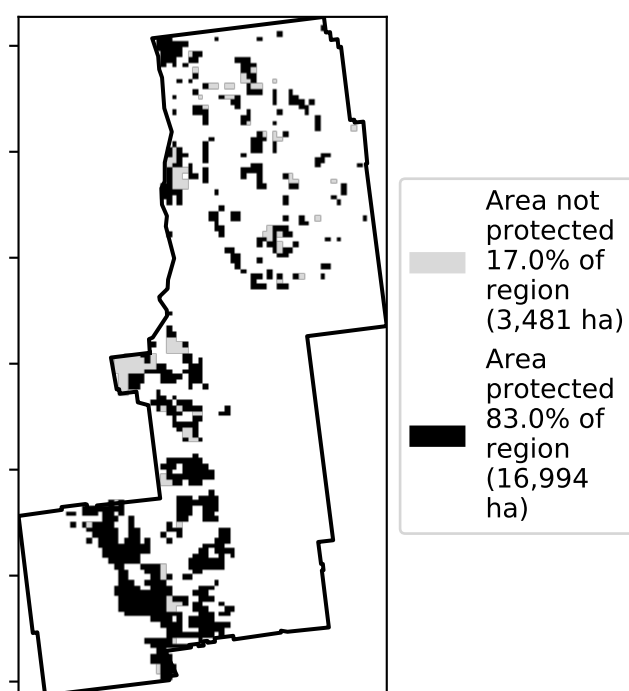 Area not
protected
17.0% of
region
(3,481 ha)
Area
protected
83.0% of
region
(16,994
ha)